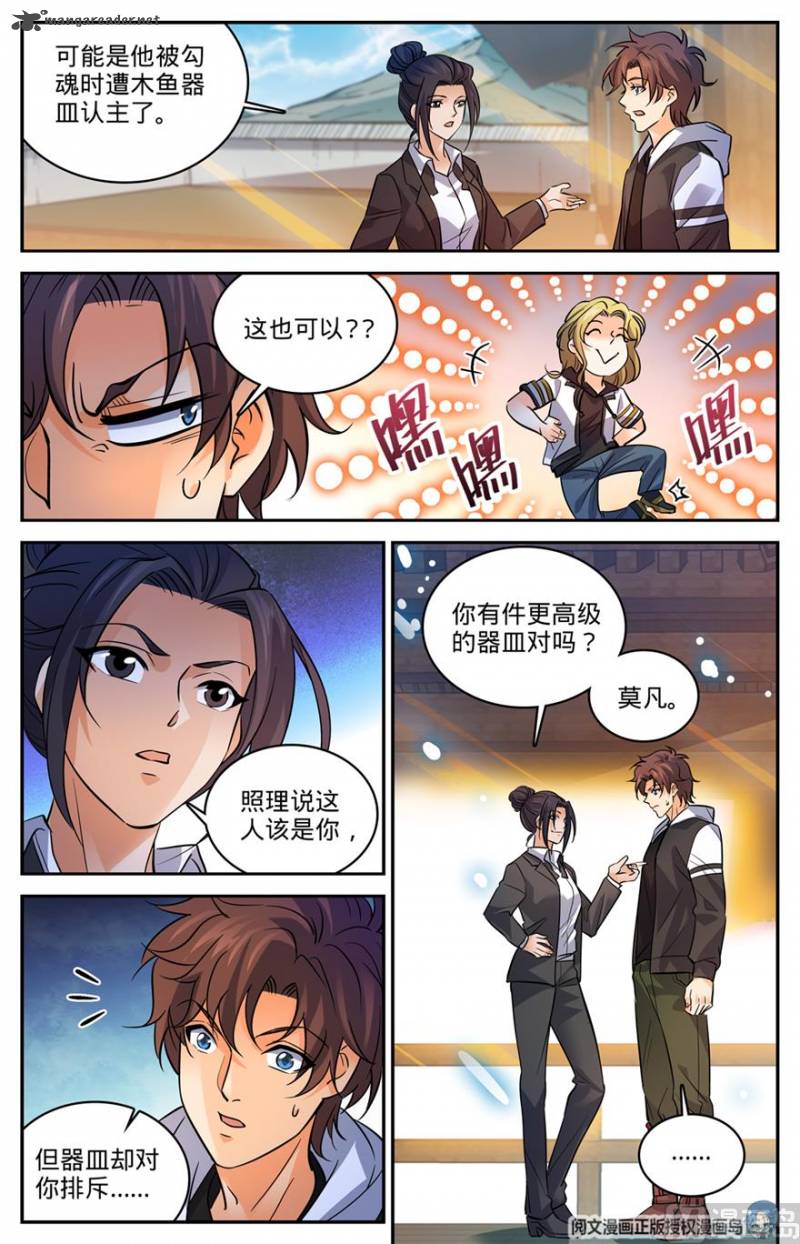 mangareader.net
可能是他被勾
魂时遭木鱼器
皿认主了。
这也可以??
嘿
嘿
嘿
照理说这
人该是你，
但器皿却对
你排斥……
你有件更高级
的器皿对吗？
莫凡。
……
阅文漫画正版授权漫画岛